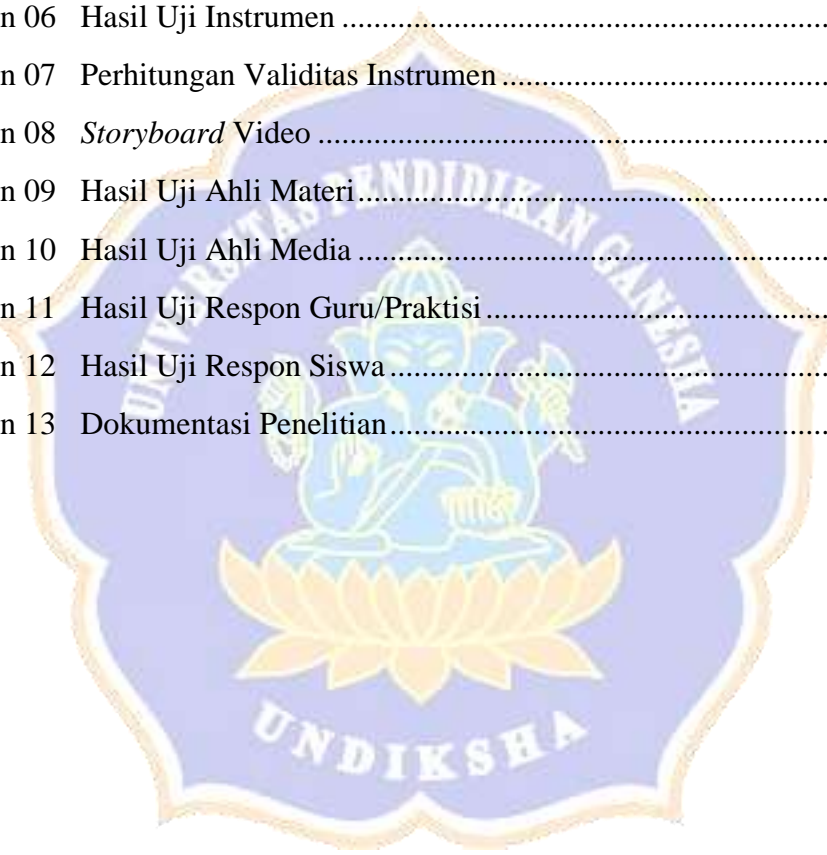 n 06 Hasil Uji Instrumen ....................................................................
n 07 Perhitungan Validitas Instrumen ............................................
n 08 Storyboard Video ........................................................................
n 09 Hasil Uji Ahli Materi ..................................................................
n 10 Hasil Uji Ahli Media ..................................................................
n 11 Hasil Uji Respon Guru/Praktisi ................................................
n 12 Hasil Uji Respon Siswa ..............................................................
n 13 Dokumentasi Penelitian ..............................................................
UNIVERSITAS PENDIDIKAN GANESHA
UNDIKSHA